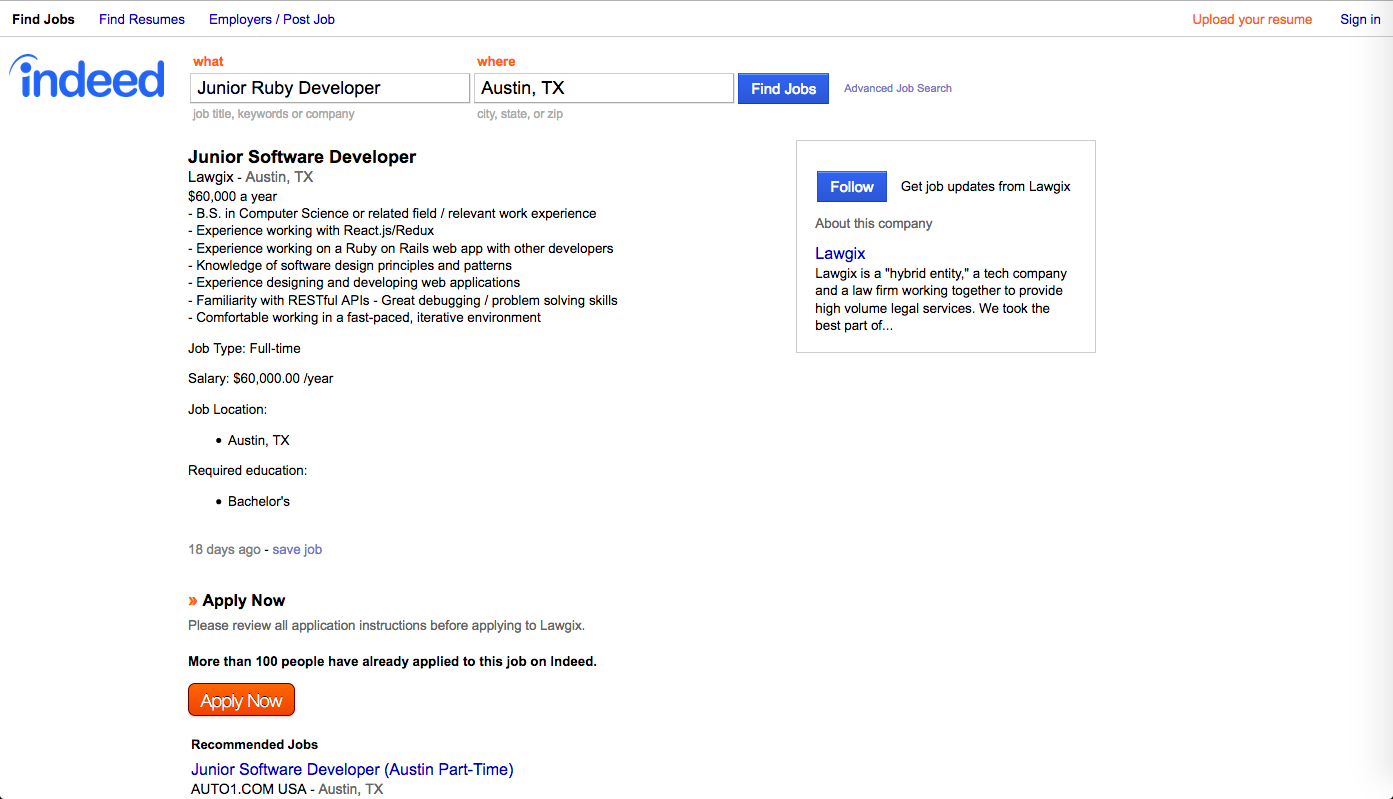 Find Jobs Find Resumes Employers / Post Job Upload your resume Sign in
indeed
what where
Junior Ruby Developer Austin, TX Find Jobs Advanced Job Search
job title, keywords or company city, state, or zip
Junior Software Developer
Lawgix - Austin, TX
$60,000 a year
- B.S. in Computer Science or related field / relevant work experience
- Experience working with React.js/Redux
- Experience working on a Ruby on Rails web app with other developers
- Knowledge of software design principles and patterns
- Experience designing and developing web applications
- Familiarity with RESTful APIs - Great debugging / problem solving skills
- Comfortable working in a fast-paced, iterative environment
Job Type: Full-time
Salary: $60,000.00 /year
Job Location:
• Austin, TX
Required education:
• Bachelor's
18 days ago - save job
» Apply Now
Please review all application instructions before applying to Lawgix.
More than 100 people have already applied to this job on Indeed.
Apply Now
Recommended Jobs
Junior Software Developer (Austin Part-Time)
AUTO1.COM USA - Austin, TX
Follow Get job updates from Lawgix
About this company
Lawgix
Lawgix is a "hybrid entity," a tech company
and a law firm working together to provide
high volume legal services. We took the
best part of...